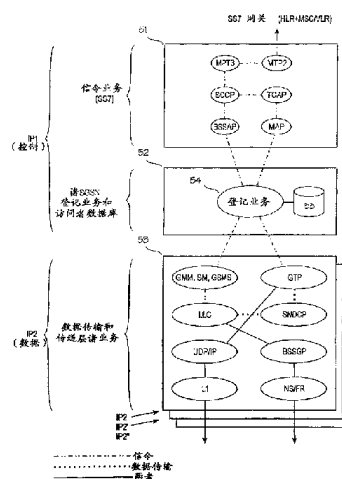 SS7 网关 (HLR+MSC/VLR)
51
MPT3
MTP2
信令业务
(SS7)
SCCP
TCAP
BSSAP
MAP
IP1
(控制)
52
54
诸SGSN
登记业务和
访问者数据库
登记业务
53
GMM, SM, GSMS
GTP
LLC
SNDCP
IP2
(数据)
数据传输和
传送层诸业务
UDP/IP
BSSGP
L1
NS/FR
IP2
IP2'
IP2"
信令
数据传输
两者